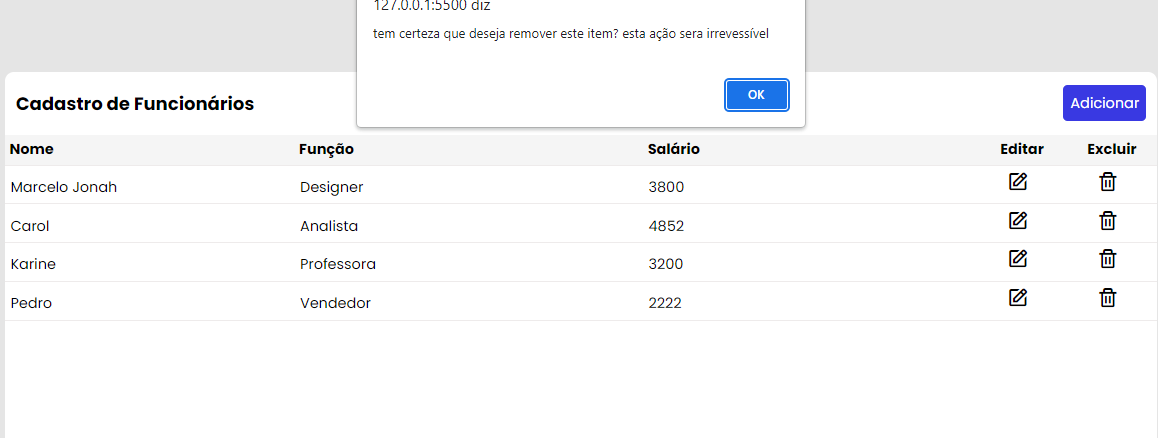 127.0.0.1:5500 diz
tem certeza que deseja remover este item? esta ação sera irrevessível
OK
Cadastro de Funcionários
Adicionar
Nome Função Salário Editar Excluir
Marcelo Jonah Designer 3800
Carol Analista 4852
Karine Professora 3200
Pedro Vendedor 2222